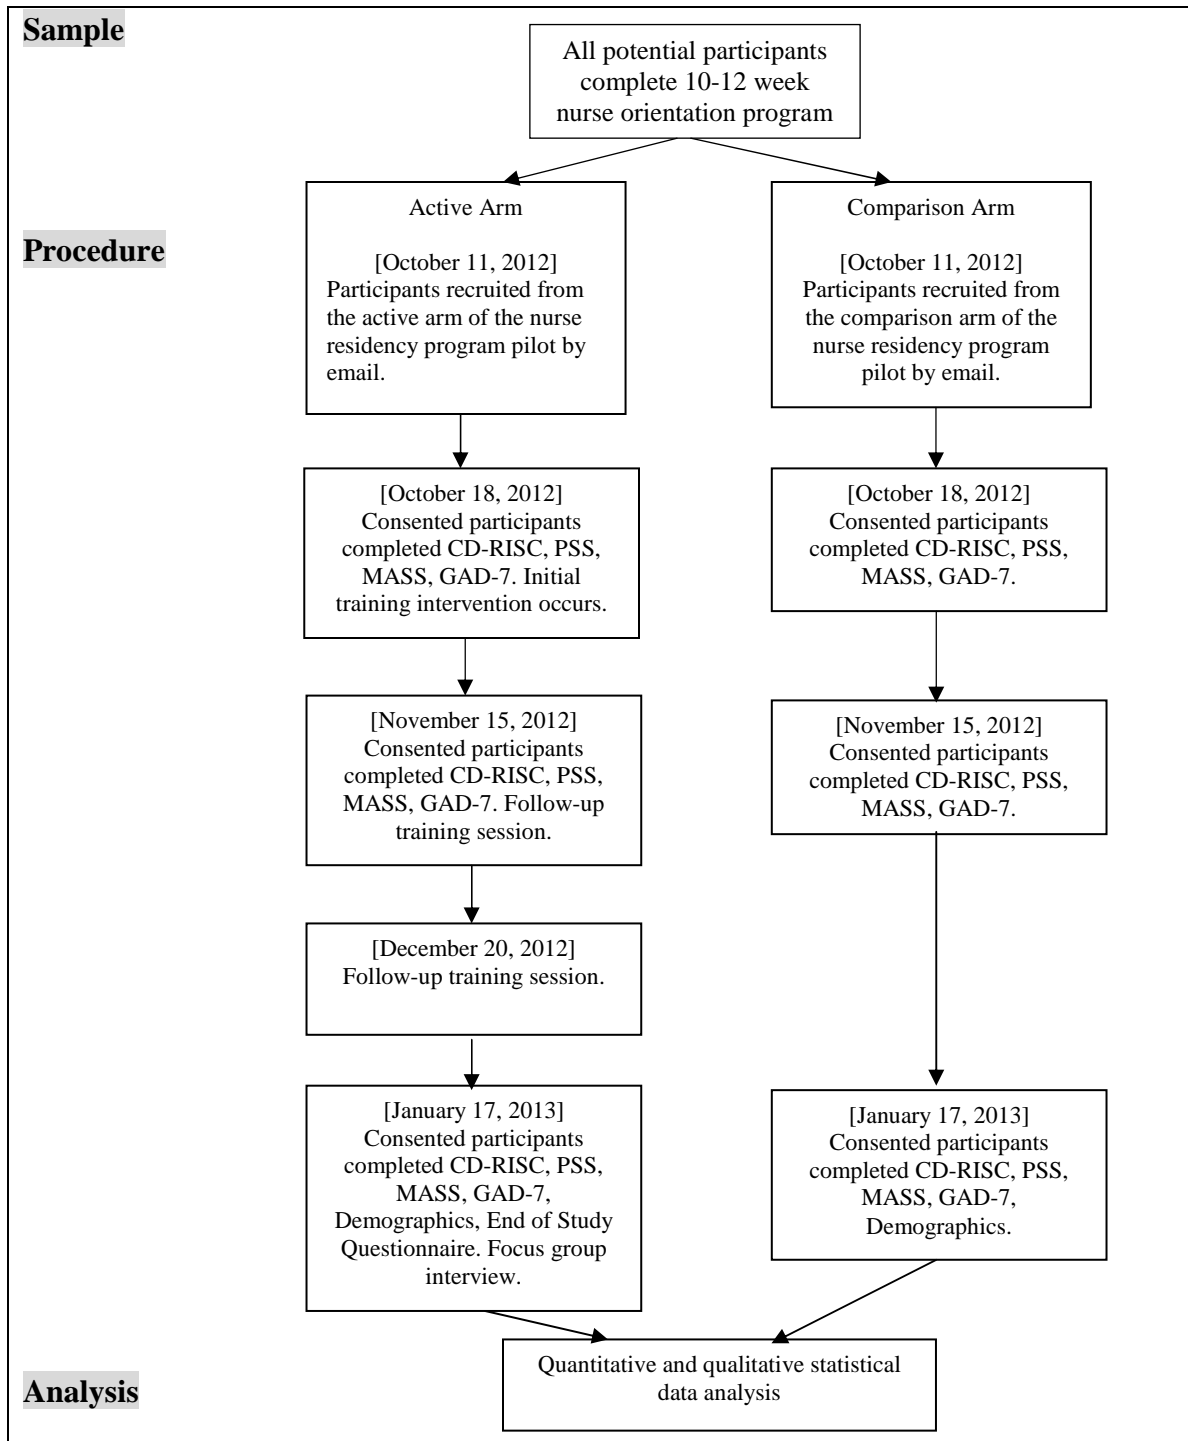 Sample
All potential participants
complete 10-12 week
nurse orientation program
Active Arm
Procedure
[October 11, 2012]
Participants recruited from
the active arm of the nurse
residency program pilot by
email.
Comparison Arm
[October 11, 2012]
Participants recruited from
the comparison arm of the
nurse residency program
pilot by email.
[October 18, 2012]
Consented participants
completed CD-RISC, PSS,
MASS, GAD-7. Initial
training intervention occurs.
[October 18, 2012]
Consented participants
completed CD-RISC, PSS,
MASS, GAD-7.
[November 15, 2012]
Consented participants
completed CD-RISC, PSS,
MASS, GAD-7. Follow-up
training session.
[November 15, 2012]
Consented participants
completed CD-RISC, PSS,
MASS, GAD-7.
[December 20, 2012]
Follow-up training session.
[January 17, 2013]
Consented participants
completed CD-RISC, PSS,
MASS, GAD-7,
Demographics, End of Study
Questionnaire. Focus group
interview.
[January 17, 2013]
Consented participants
completed CD-RISC, PSS,
MASS, GAD-7,
Demographics.
Quantitative and qualitative statistical
data analysis
Analysis